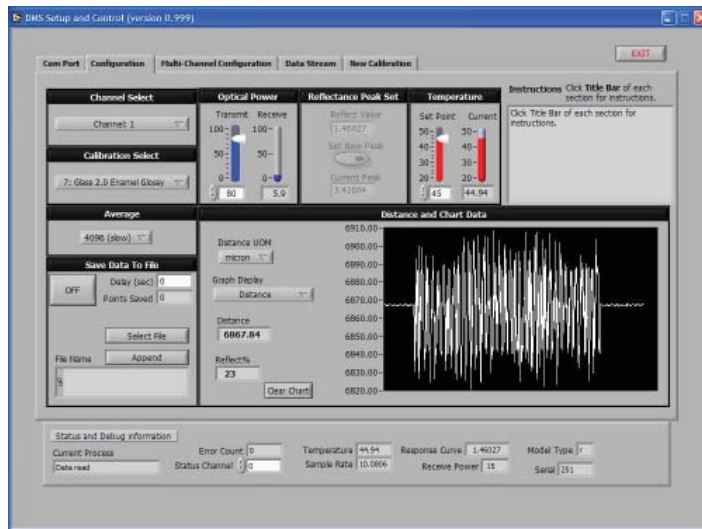 DMS Setup and Control (version 0.999)
EXIT
Com Port
Configuration
Multi-Channel Configuration
Data Stream
New Calibration
Channel Select
Channel 1
Calibration Select
7: Glass 2.0 Enamel Glossy
Average
4096 (slow)
Save Data To File
OFF
Delay (sec) 0
Points Saved 0
Select File
File Name
Append
%
Optical Power
Transmit Receive
100- 100-
50- 50-
0- 0-
80 5.9
Reflectance Peak Set
Reflect Value
1.46027
Set New Peak
Current Peak
3.42604
Temperature
Set Point Current
50- 50-
40- 40-
30- 30-
20- 20-
45 44.94
Instructions Click Title Bar of each
section for instructions.
Click Title Bar of each section for
instructions.
Distance and Chart Data
Distance UOM
micron
Graph Display
Distance
Distance
6867.84
Reflect%
23
Clear Chart
6910.00-
6900.00-
6890.00-
6880.00-
6870.00-
6860.00-
6850.00-
6840.00-
6830.00-
6820.00-
Status and Debug information
Current Process
Data read
Error Count 0
Status Channel 0
Temperature 44.94
Sample Rate 10.0806
Response Curve 1.46027
Receive Power 15
Model Type r
Serial 251